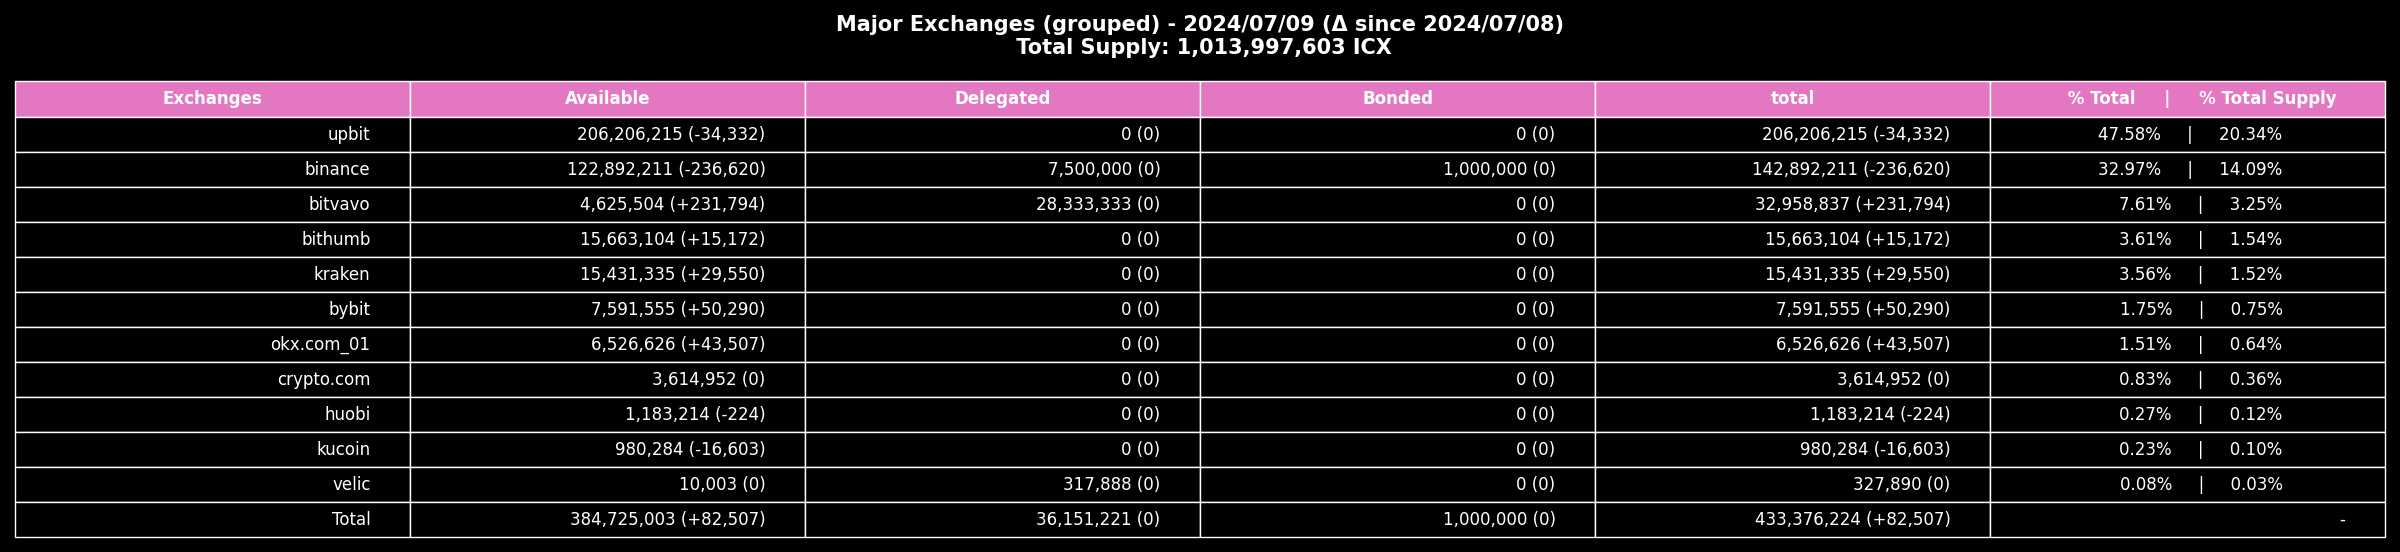 Major Exchanges (grouped) - 2024/07/09 (Δ since 2024/07/08)
Total Supply: 1,013,997,603 ICX
Exchanges Available Delegated Bonded total % Total | % Total Supply
upbit 206,206,215 (-34,332) 0 (0) 0 (0) 206,206,215 (-34,332) 47.58% | 20.34%
binance 122,892,211 (-236,620) 7,500,000 (0) 1,000,000 (0) 142,892,211 (-236,620) 32.97% | 14.09%
bitvavo 4,625,504 (+231,794) 28,333,333 (0) 0 (0) 32,958,837 (+231,794) 7.61% | 3.25%
bithumb 15,663,104 (+15,172) 0 (0) 0 (0) 15,663,104 (+15,172) 3.61% | 1.54%
kraken 15,431,335 (+29,550) 0 (0) 0 (0) 15,431,335 (+29,550) 3.56% | 1.52%
bybit 7,591,555 (+50,290) 0 (0) 0 (0) 7,591,555 (+50,290) 1.75% | 0.75%
okx.com_01 6,526,626 (+43,507) 0 (0) 0 (0) 6,526,626 (+43,507) 1.51% | 0.64%
crypto.com 3,614,952 (0) 0 (0) 0 (0) 3,614,952 (0) 0.83% | 0.36%
huobi 1,183,214 (-224) 0 (0) 0 (0) 1,183,214 (-224) 0.27% | 0.12%
kucoin 980,284 (-16,603) 0 (0) 0 (0) 980,284 (-16,603) 0.23% | 0.10%
velic 10,003 (0) 317,888 (0) 0 (0) 327,890 (0) 0.08% | 0.03%
Total 384,725,003 (+82,507) 36,151,221 (0) 1,000,000 (0) 433,376,224 (+82,507) -